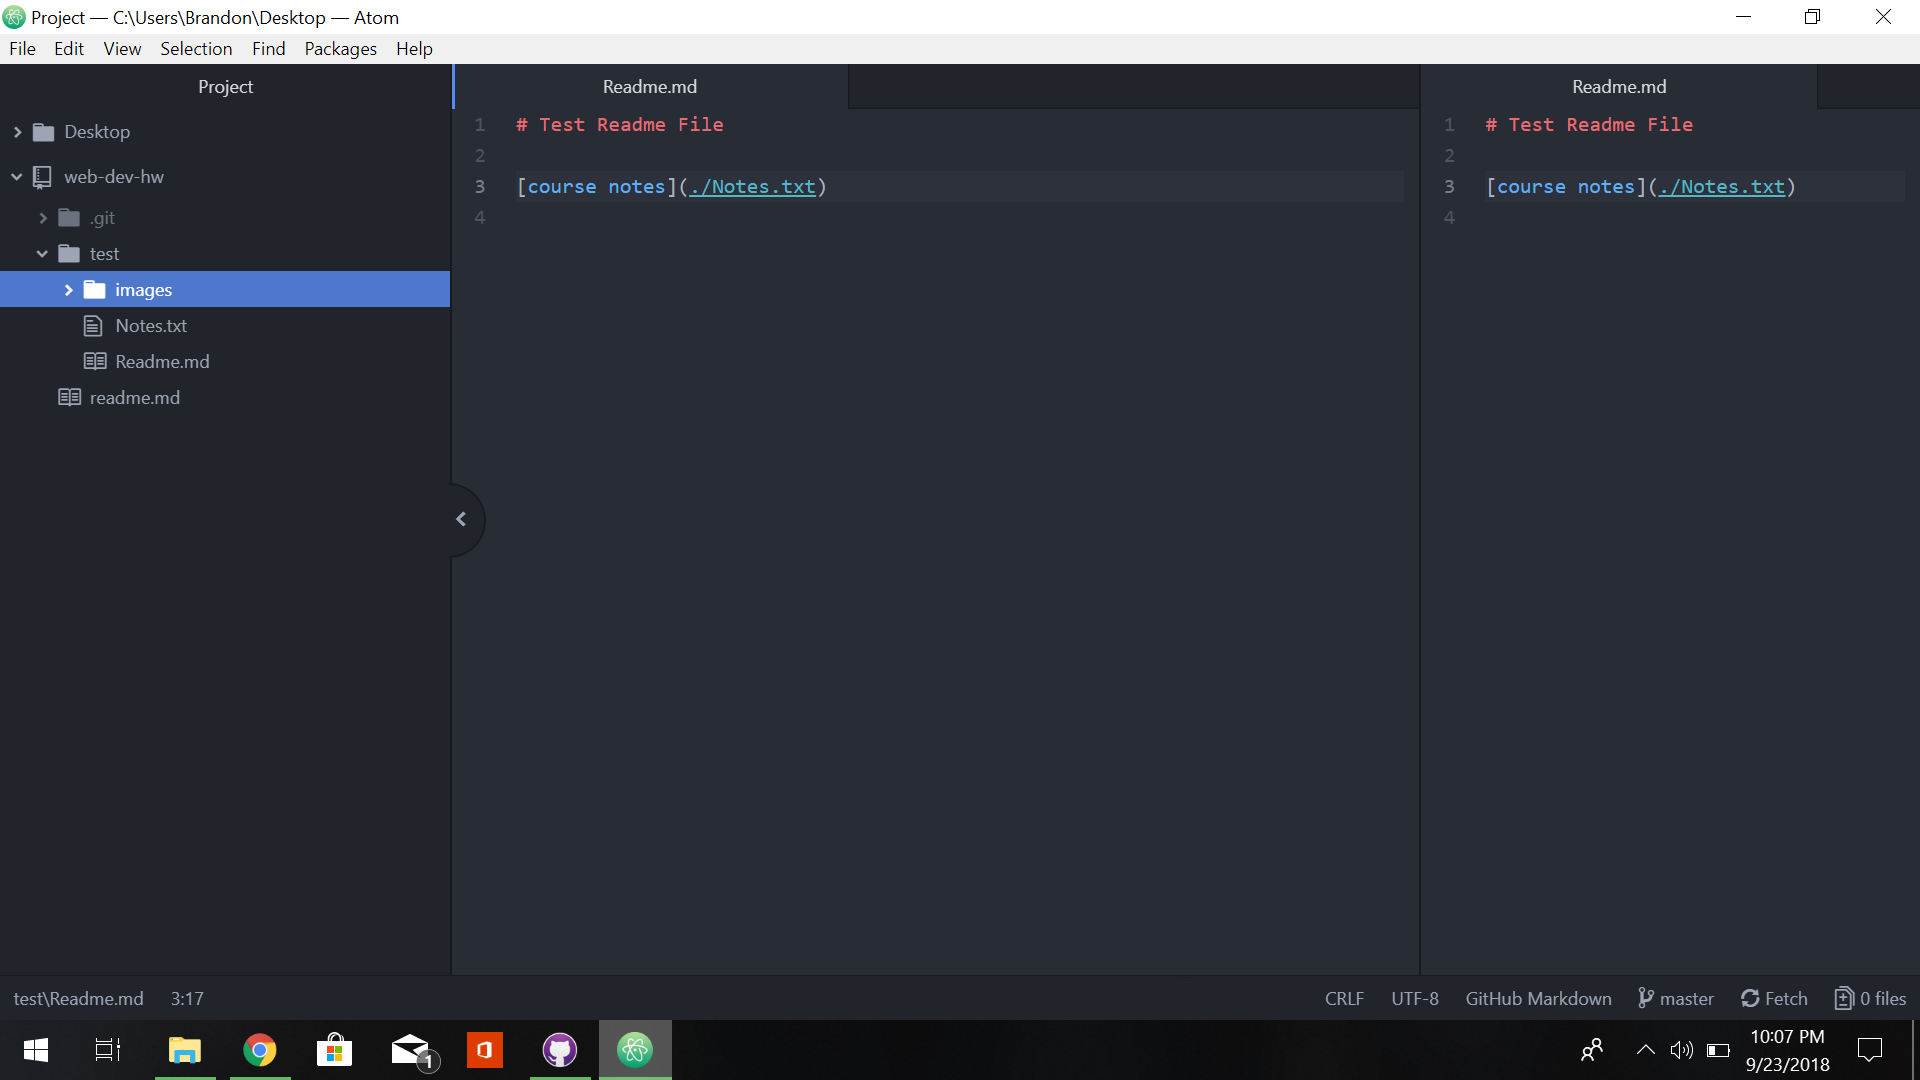 Project — C:\Users\Brandon\Desktop — Atom
File Edit View Selection Find Packages Help
Project
Desktop
web-dev-hw
.git
test
images
Notes.txt
Readme.md
readme.md
Readme.md
1 # Test Readme File
2
3 [course notes](./Notes.txt)
4
Readme.md
1 # Test Readme File
2
3 [course notes](./Notes.txt)
4
test\Readme.md 3:17 CRLF UTF-8 GitHub Markdown master Fetch 0 files
1
10:07 PM
9/23/2018